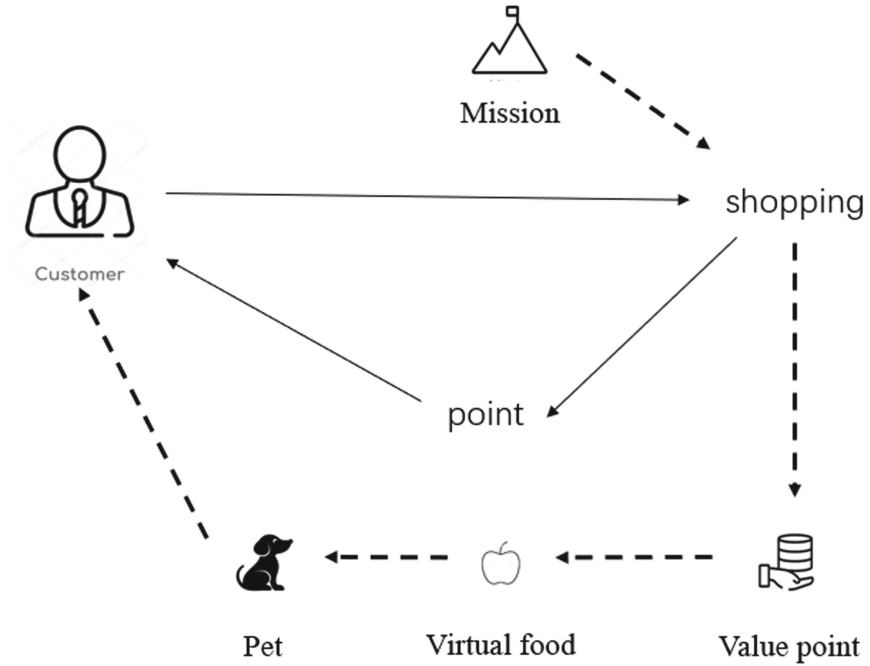 Mission
shopping
Customer
point
Pet
Virtual food
Value point